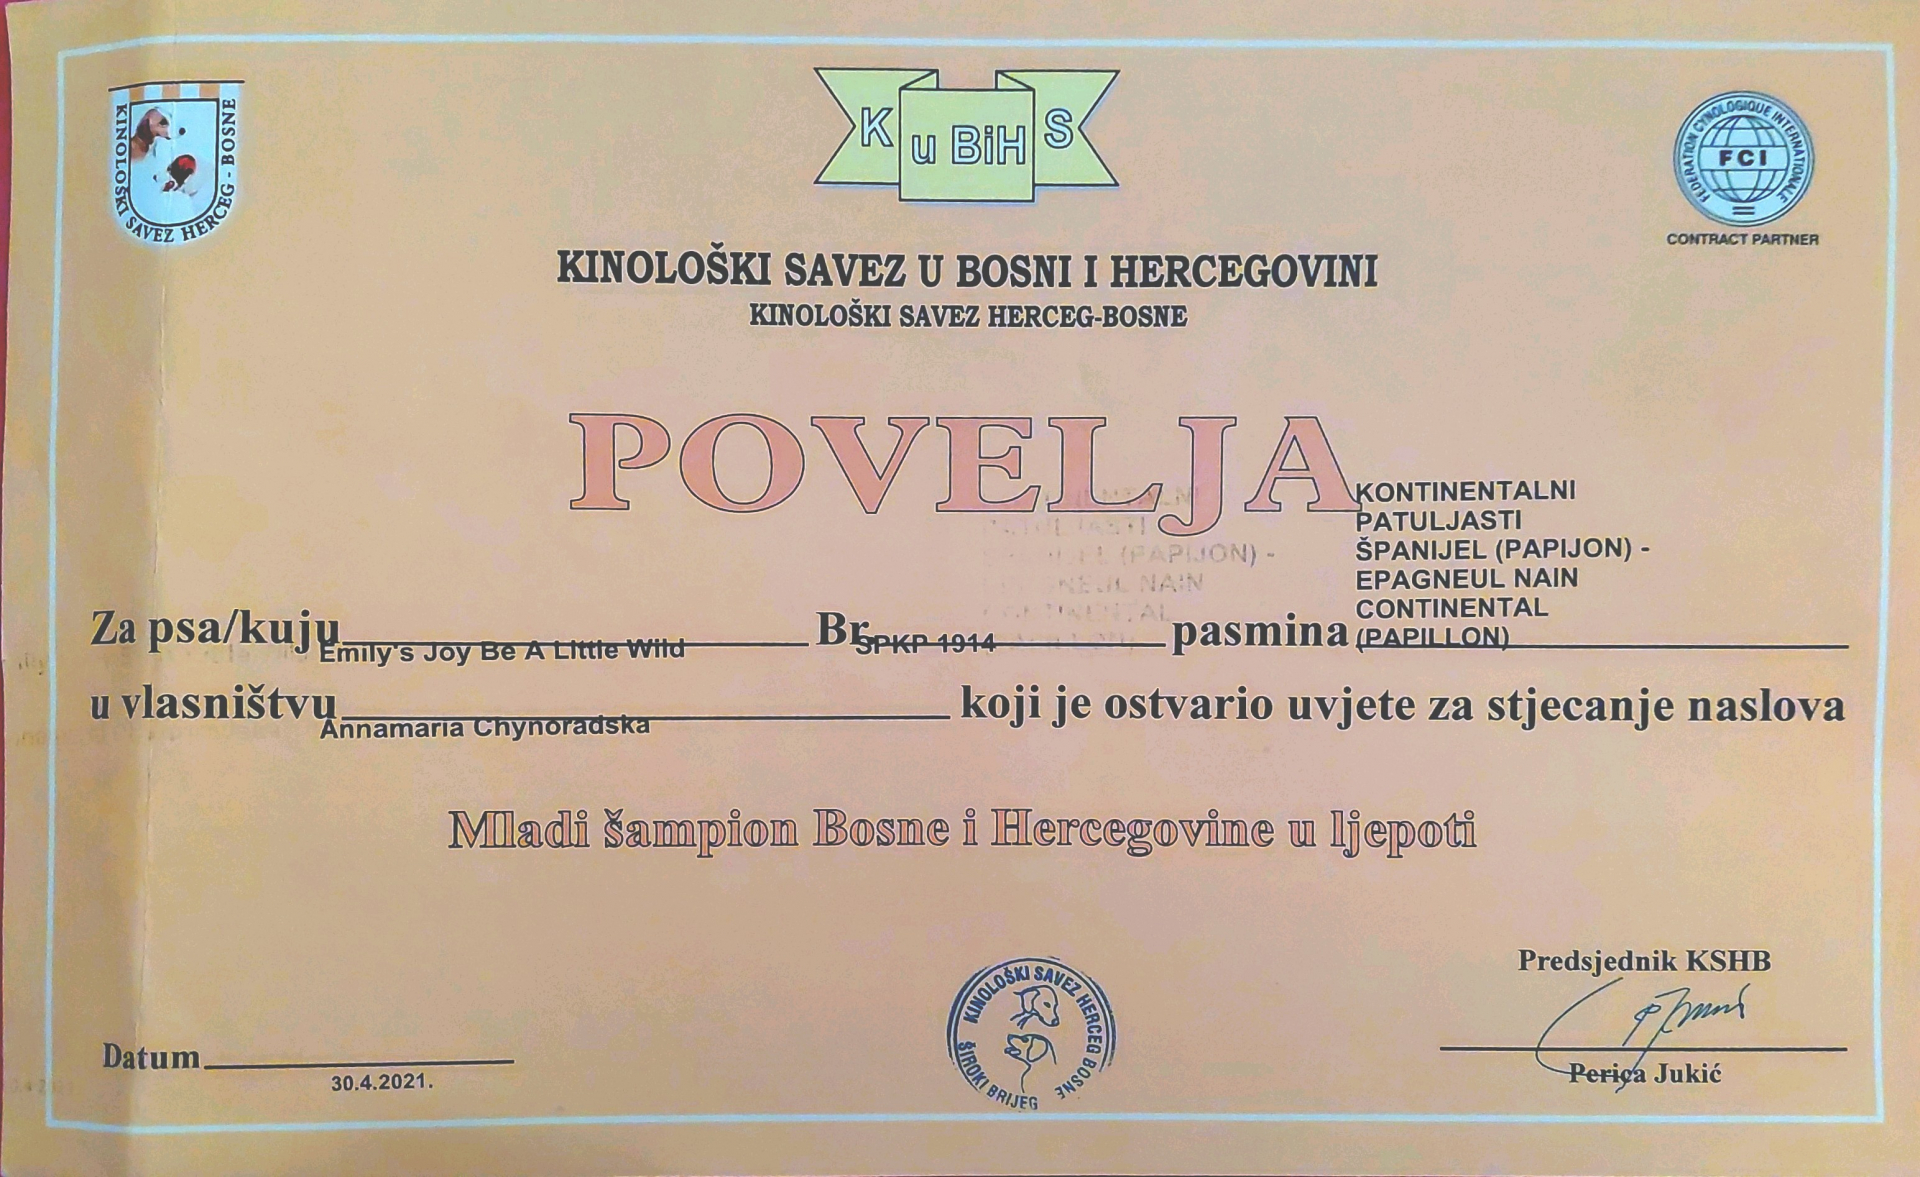 KINOLOŠKI SAVEZ HERCEG - BOSNE
K u BiH S
FEDERATION CYNOLOGIQUE INTERNATIONALE
FCI
CONTRACT PARTNER
KINOLOŠKI SAVEZ U BOSNI I HERCEGOVINI
KINOLOŠKI SAVEZ HERCEG-BOSNE
POVELJA
KONTINENTALNI
PATULJASTI
ŠPANIJEL (PAPIJON) -
EPAGNEUL NAIN
CONTINENTAL
(PAPILLON)
Za psa/kuju Emily's Joy Be A Little Wild Br. SPKP 1914 pasmina
u vlasništvu Annamaria Chynoradska koji je ostvario uvjete za stjecanje naslova
Mladi šampion Bosne i Hercegovine u ljepoti
Predsjednik KSHB
KINOLOŠKI SAVEZ HERCEG BOSNE
ŠIROKI BRIJEG
Datum 30.4.2021.
Perica Jukić